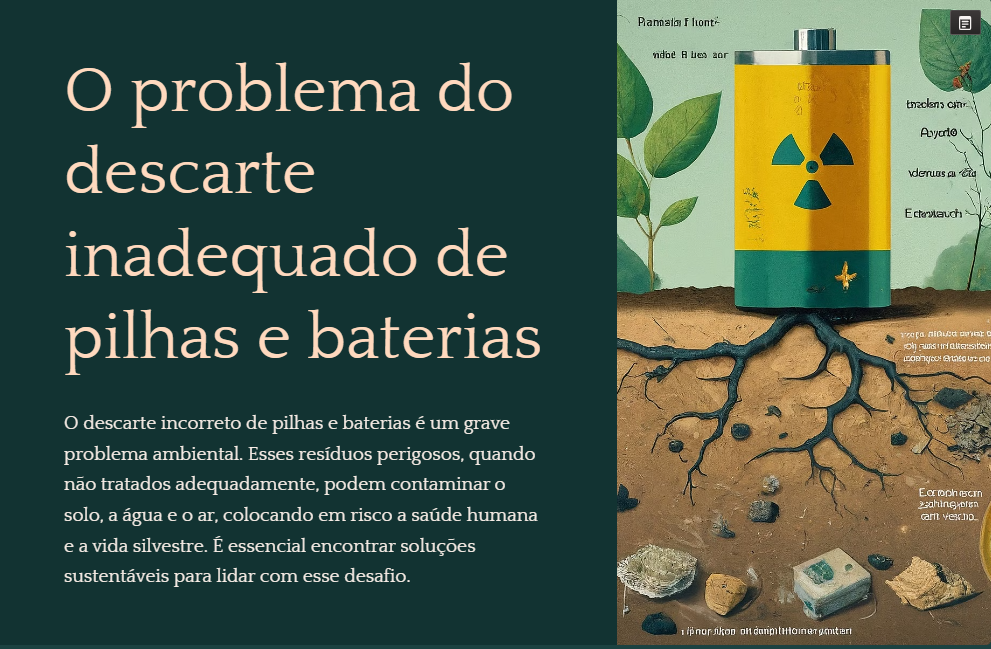 O problema do
descarte
inadequado de
pilhas e baterias
O descarte incorreto de pilhas e baterias é um grave
problema ambiental. Esses resíduos perigosos, quando
não tratados adequadamente, podem contaminar o
solo, a água e o ar, colocando em risco a saúde humana
e a vida silvestre. É essencial encontrar soluções
sustentáveis para lidar com esse desafio.